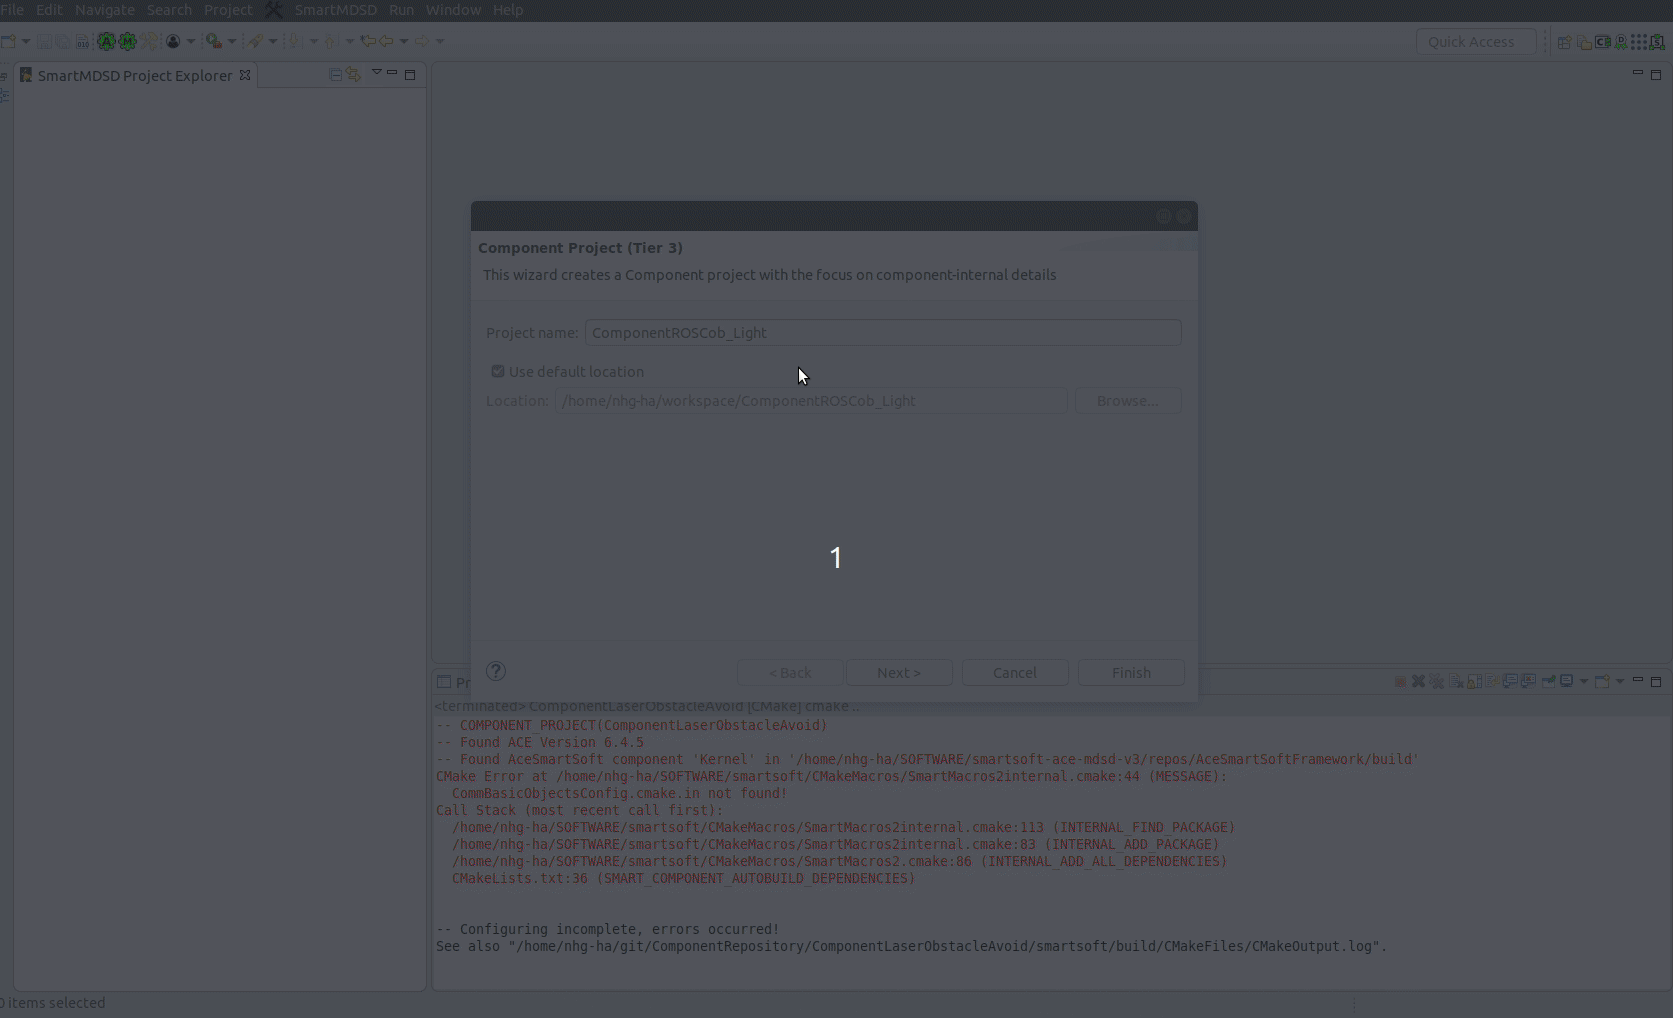 File Edit Navigate Search Project SmartMDSD Run Window Help
Quick Access
SmartMDSD Project Explorer
Component Project (Tier 3)
This wizard creates a Component project with the focus on component-internal details
Project name: ComponentROSCob_Light
Use default location
Location: /home/nhg-ha/workspace/ComponentROSCob_Light Browse...
1
< Back Next > Cancel Finish
Pr
<terminated> ComponentLaserObstacleAvoid [CMake] cmake ..
-- COMPONENT_PROJECT(ComponentLaserObstacleAvoid)
-- Found ACE Version 6.4.5
-- Found AceSmartSoft component 'Kernel' in '/home/nhg-ha/SOFTWARE/smartsoft-ace-mdsd-v3/repos/AceSmartSoftFramework/build'
CMake Error at /home/nhg-ha/SOFTWARE/smartsoft/CMakeMacros/SmartMacros2internal.cmake:44 (MESSAGE):
CommBasicObjectsConfig.cmake.in not found!
Call Stack (most recent call first):
/home/nhg-ha/SOFTWARE/smartsoft/CMakeMacros/SmartMacros2internal.cmake:113 (INTERNAL_FIND_PACKAGE)
/home/nhg-ha/SOFTWARE/smartsoft/CMakeMacros/SmartMacros2internal.cmake:83 (INTERNAL_ADD_PACKAGE)
/home/nhg-ha/SOFTWARE/smartsoft/CMakeMacros/SmartMacros2.cmake:86 (INTERNAL_ADD_ALL_DEPENDENCIES)
CMakeLists.txt:36 (SMART_COMPONENT_AUTOBUILD_DEPENDENCIES)
-- Configuring incomplete, errors occurred!
See also "/home/nhg-ha/git/ComponentRepository/ComponentLaserObstacleAvoid/smartsoft/build/CMakeFiles/CMakeOutput.log".
0 items selected